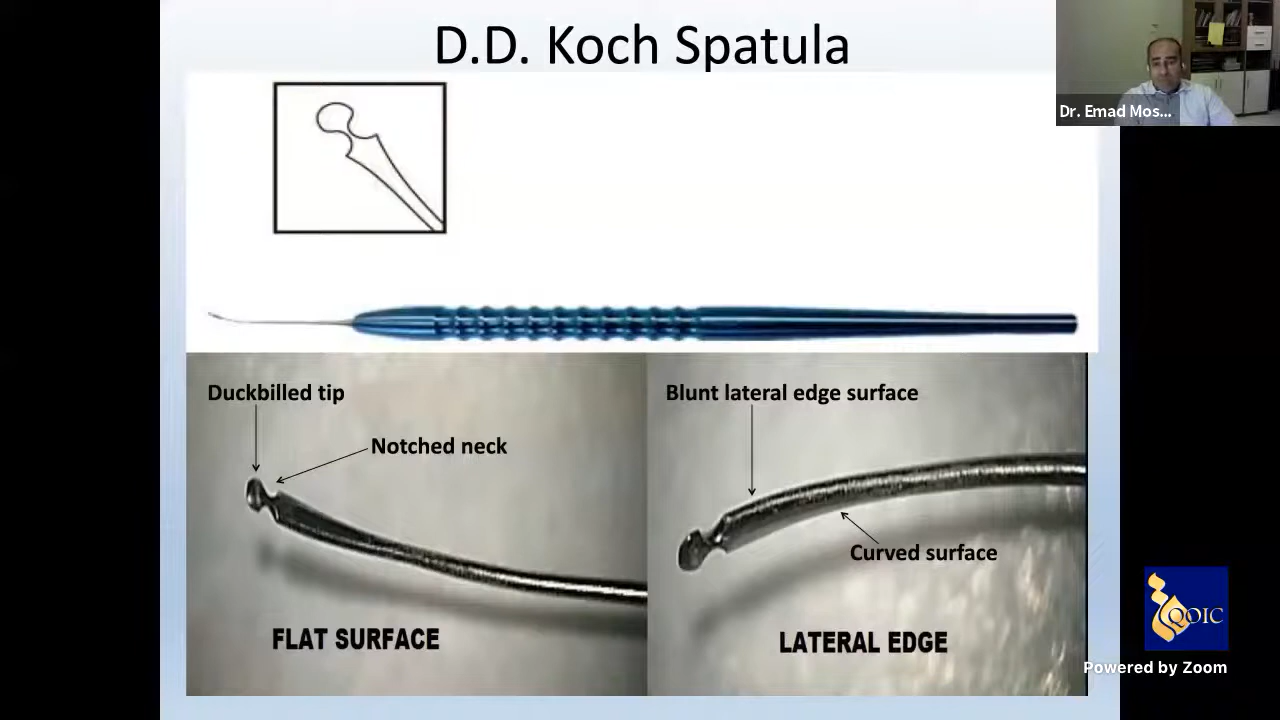 D.D. Koch Spatula
Dr. Emad Mos...
Duckbilled tip
Notched neck
FLAT SURFACE
Blunt lateral edge surface
Curved surface
LATERAL EDGE
QOIC
Powered by Zoom